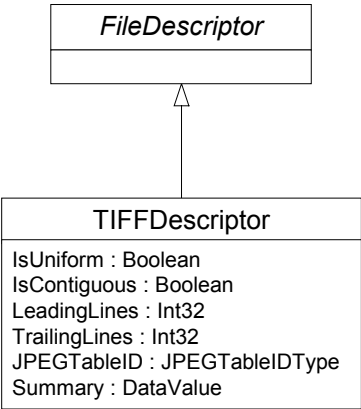 FileDescriptor
TIFFDescriptor
IsUniform : Boolean
IsContiguous : Boolean
LeadingLines : Int32
TrailingLines : Int32
JPEGTableID : JPEGTableIDType
Summary : DataValue